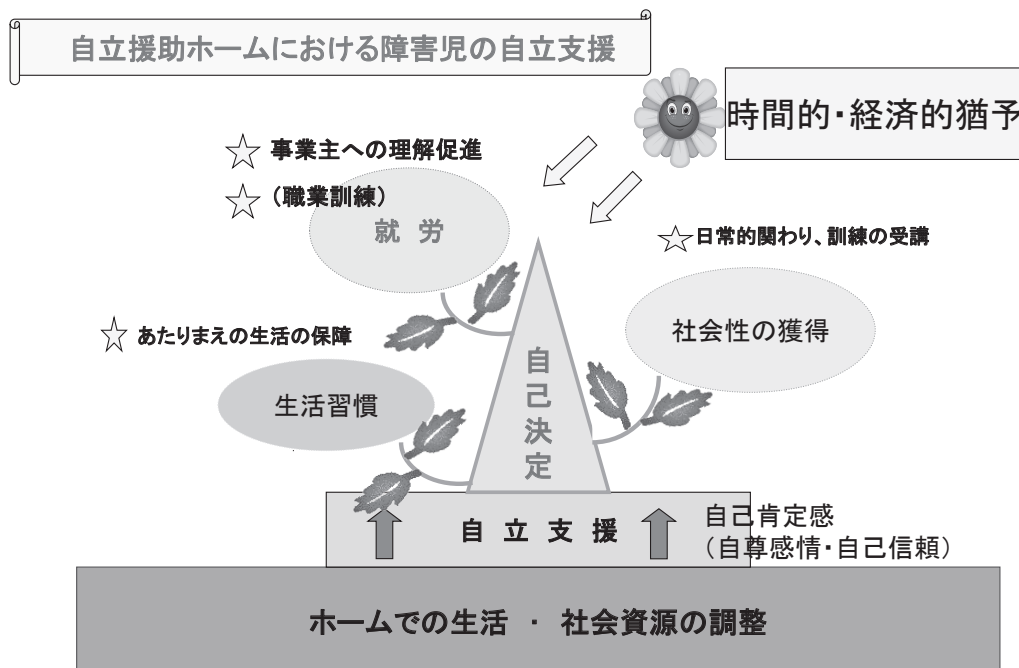 自立援助ホームにおける障害児の自立支援
時間的・経済的猶予
☆ 事業主への理解促進
☆ (職業訓練)
就 労
☆ 日常的関わり、訓練の受講
社会性の獲得
☆ あたりまえの生活の保障
生活習慣
自己決定
自 立 支 援
自己肯定感
(自尊感情・自己信頼)
ホームでの生活 ・ 社会資源の調整